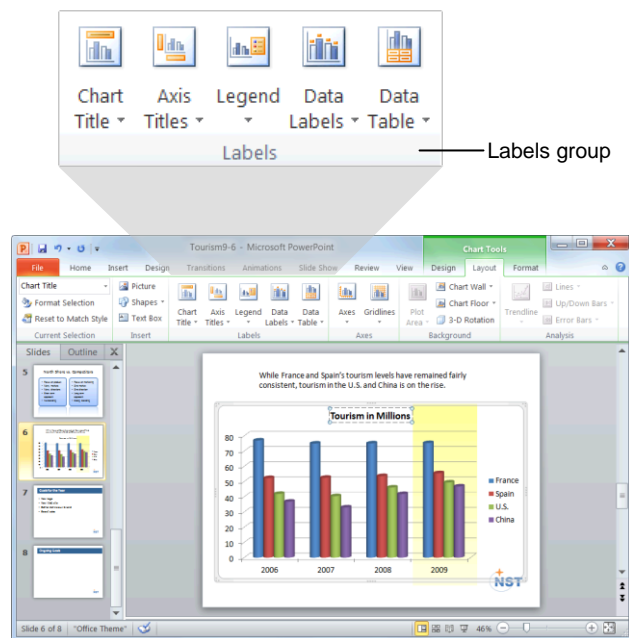 Chart Title
Axis Titles
Legend
Data Labels
Data Table
Labels
Labels group
Tourism9-6 - Microsoft PowerPoint
Chart Tools
File Home Insert Design Transitions Animations Slide Show Review View Design Layout Format
Chart Title
Format Selection
Reset to Match Style
Current Selection
Picture
Shapes
Text Box
Insert
Chart Title
Axis Titles
Legend
Data Labels
Data Table
Labels
Axes
Gridlines
Axes
Plot Area
Chart Wall
Chart Floor
3-D Rotation
Background
Trendline
Lines
Up/Down Bars
Error Bars
Analysis
Slides Outline X
5
6
7
8
While France and Spain's tourism levels have remained fairly
consistent, tourism in the U.S. and China is on the rise.
Tourism in Millions
80
70
60
50
40
30
20
10
0
2006 2007 2008 2009
France
Spain
U.S.
China
NST
Slide 6 of 8 "Office Theme" 46%